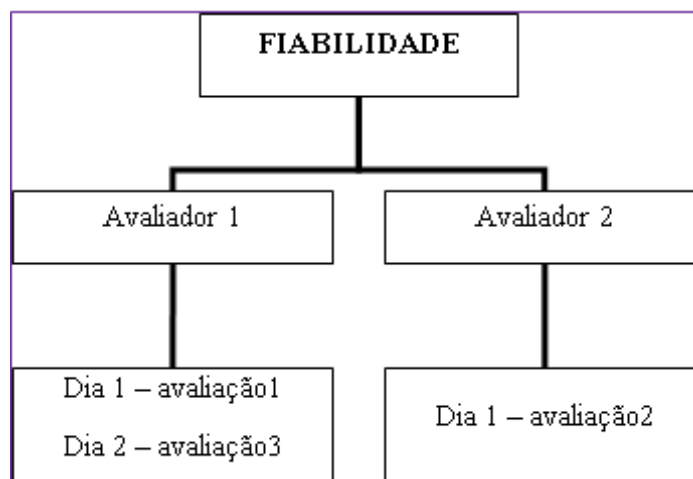 FIABILIDADE
Avaliador 1
Avaliador 2
Dia 1 – avaliação1
Dia 2 – avaliação3
Dia 1 – avaliação2